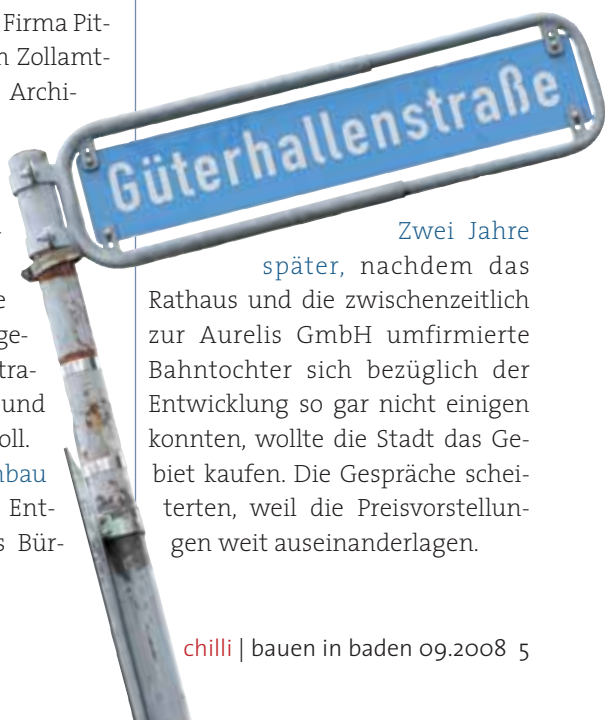 Firma Pit-
Zollamt-
Archi-
ge-
tra-
und
oll.
nbau
Ent-
s Bür-
Güterhallenstraße
Zwei Jahre
später, nachdem das
Rathaus und die zwischenzeitlich
zur Aurelis GmbH umfirmierte
Bahntochter sich bezüglich der
Entwicklung so gar nicht einigen
konnten, wollte die Stadt das Ge-
biet kaufen. Die Gespräche schei-
terten, weil die Preisvorstellun-
gen weit auseinanderlagen.
chilli | bauen in baden 09.2008 5